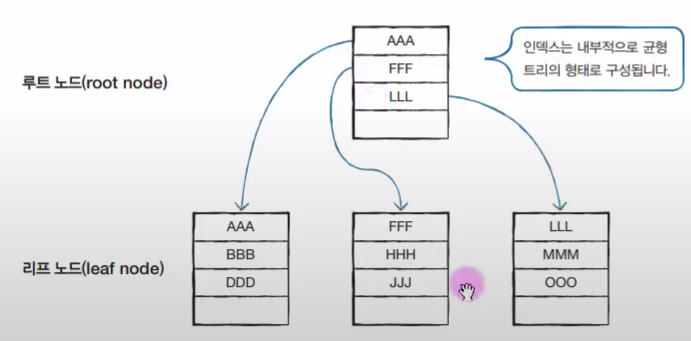 인덱스는 내부적으로 균형
트리의 형태로 구성됩니다.
루트 노드(root node)
AAA
FFF
LLL
리프 노드(leaf node)
AAA
BBB
DDD
FFF
HHH
JJJ
LLL
MMM
OOO